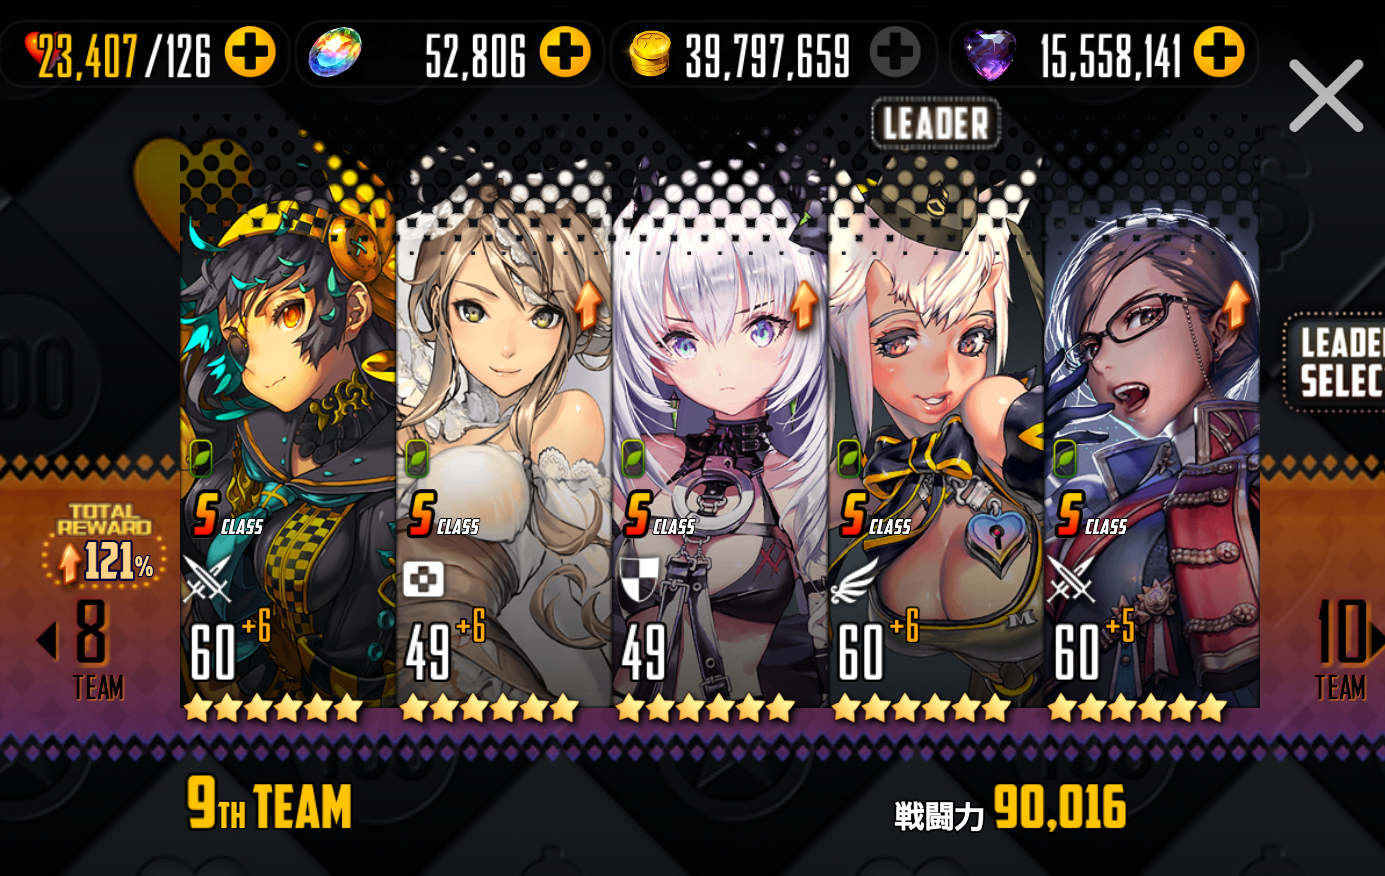 23,407/126
52,806
39,797,659
15,558,141
LEADER
LEADE
SELEC
TOTAL
REWARD
121%
8
TEAM
S CLASS
60 +6
S CLASS
49 +6
S CLASS
49
S CLASS
M
60 +6
S CLASS
60 +5
10
TEAM
9TH TEAM
戦闘力 90,016